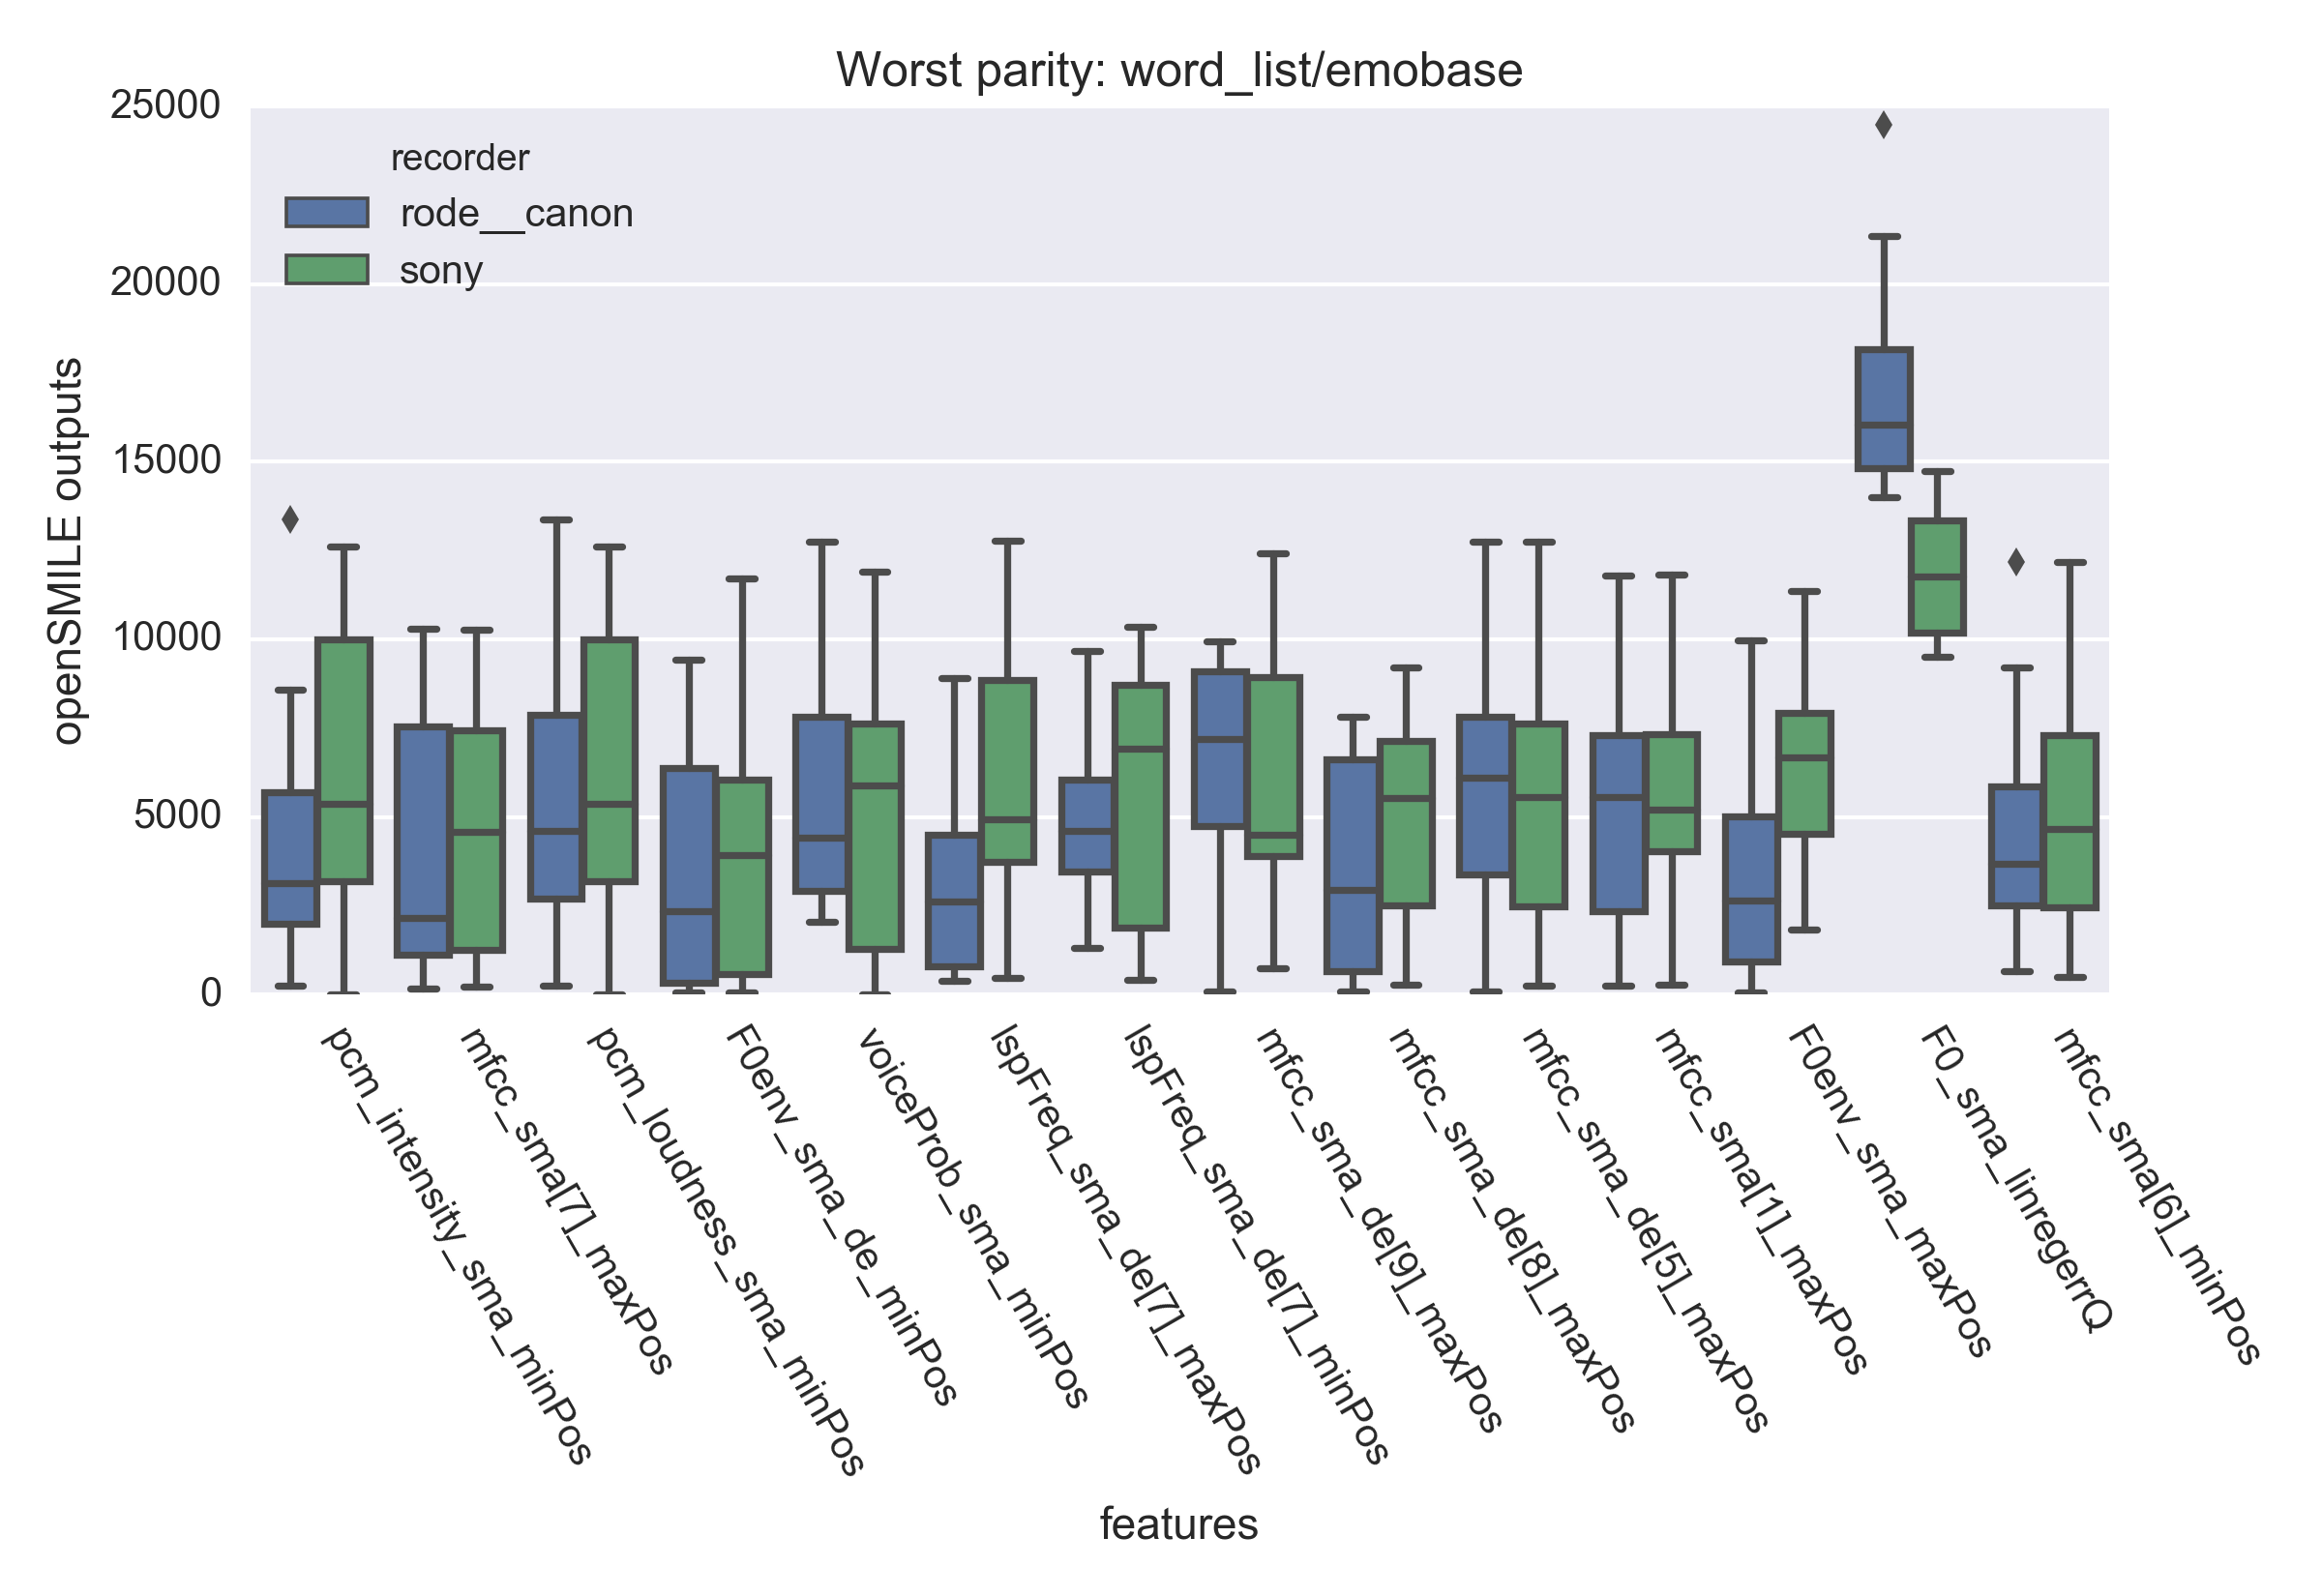 Worst parity: word_list/emobase
25000
20000
15000
10000
5000
0
openSMILE outputs
recorder
rode__canon
sony
pcm_intensity_sma_minPos
mfcc_sma[7]_maxPos
pcm_loudness_sma_minPos
F0env_sma_de_minPos
voiceProb_sma_minPos
lspFreq_sma_de[7]_maxPos
lspFreq_sma_de[7]_minPos
mfcc_sma_de[9]_maxPos
mfcc_sma_de[8]_maxPos
mfcc_sma_de[5]_maxPos
mfcc_sma[1]_maxPos
F0env_sma_maxPos
F0_sma_linregerrQ
mfcc_sma[6]_minPos
features